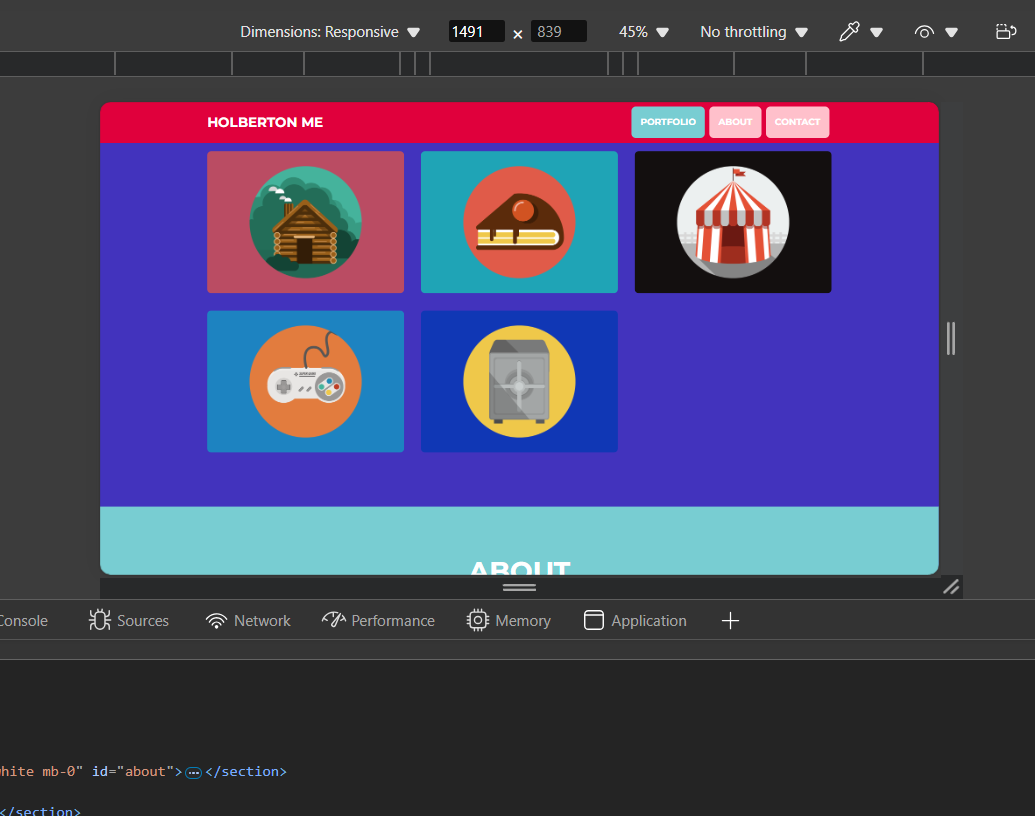 Dimensions: Responsive 1491 × 839 45% No throttling
HOLBERTON ME PORTFOLIO ABOUT CONTACT
ABOUT
Console Sources Network Performance Memory Application +
white mb-0" id="about"> ... </section>
</section>